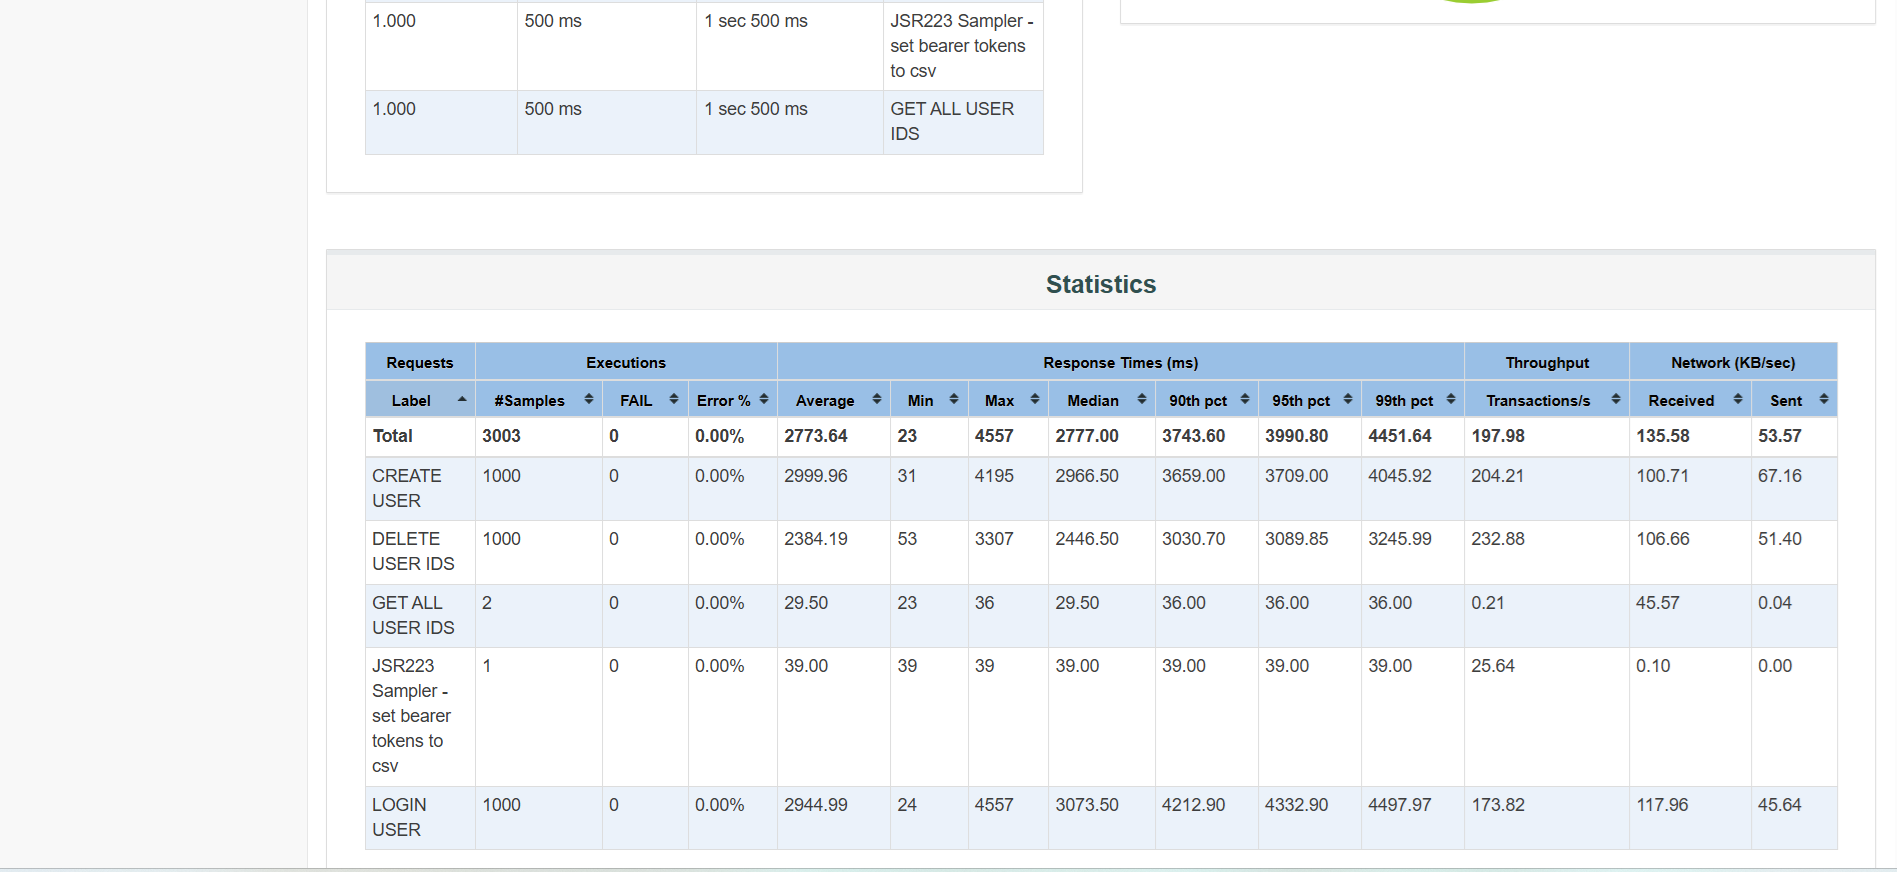 1.000 500 ms 1 sec 500 ms JSR223 Sampler -
set bearer tokens
to csv
1.000 500 ms 1 sec 500 ms GET ALL USER
IDS
Statistics
Requests Executions Response Times (ms) Throughput Network (KB/sec)
Label #Samples FAIL Error % Average Min Max Median 90th pct 95th pct 99th pct Transactions/s Received Sent
Total 3003 0 0.00% 2773.64 23 4557 2777.00 3743.60 3990.80 4451.64 197.98 135.58 53.57
CREATE 1000 0 0.00% 2999.96 31 4195 2966.50 3659.00 3709.00 4045.92 204.21 100.71 67.16
USER
DELETE 1000 0 0.00% 2384.19 53 3307 2446.50 3030.70 3089.85 3245.99 232.88 106.66 51.40
USER IDS
GET ALL 2 0 0.00% 29.50 23 36 29.50 36.00 36.00 36.00 0.21 45.57 0.04
USER IDS
JSR223 1 0 0.00% 39.00 39 39 39.00 39.00 39.00 39.00 25.64 0.10 0.00
Sampler -
set bearer
tokens to
csv
LOGIN 1000 0 0.00% 2944.99 24 4557 3073.50 4212.90 4332.90 4497.97 173.82 117.96 45.64
USER